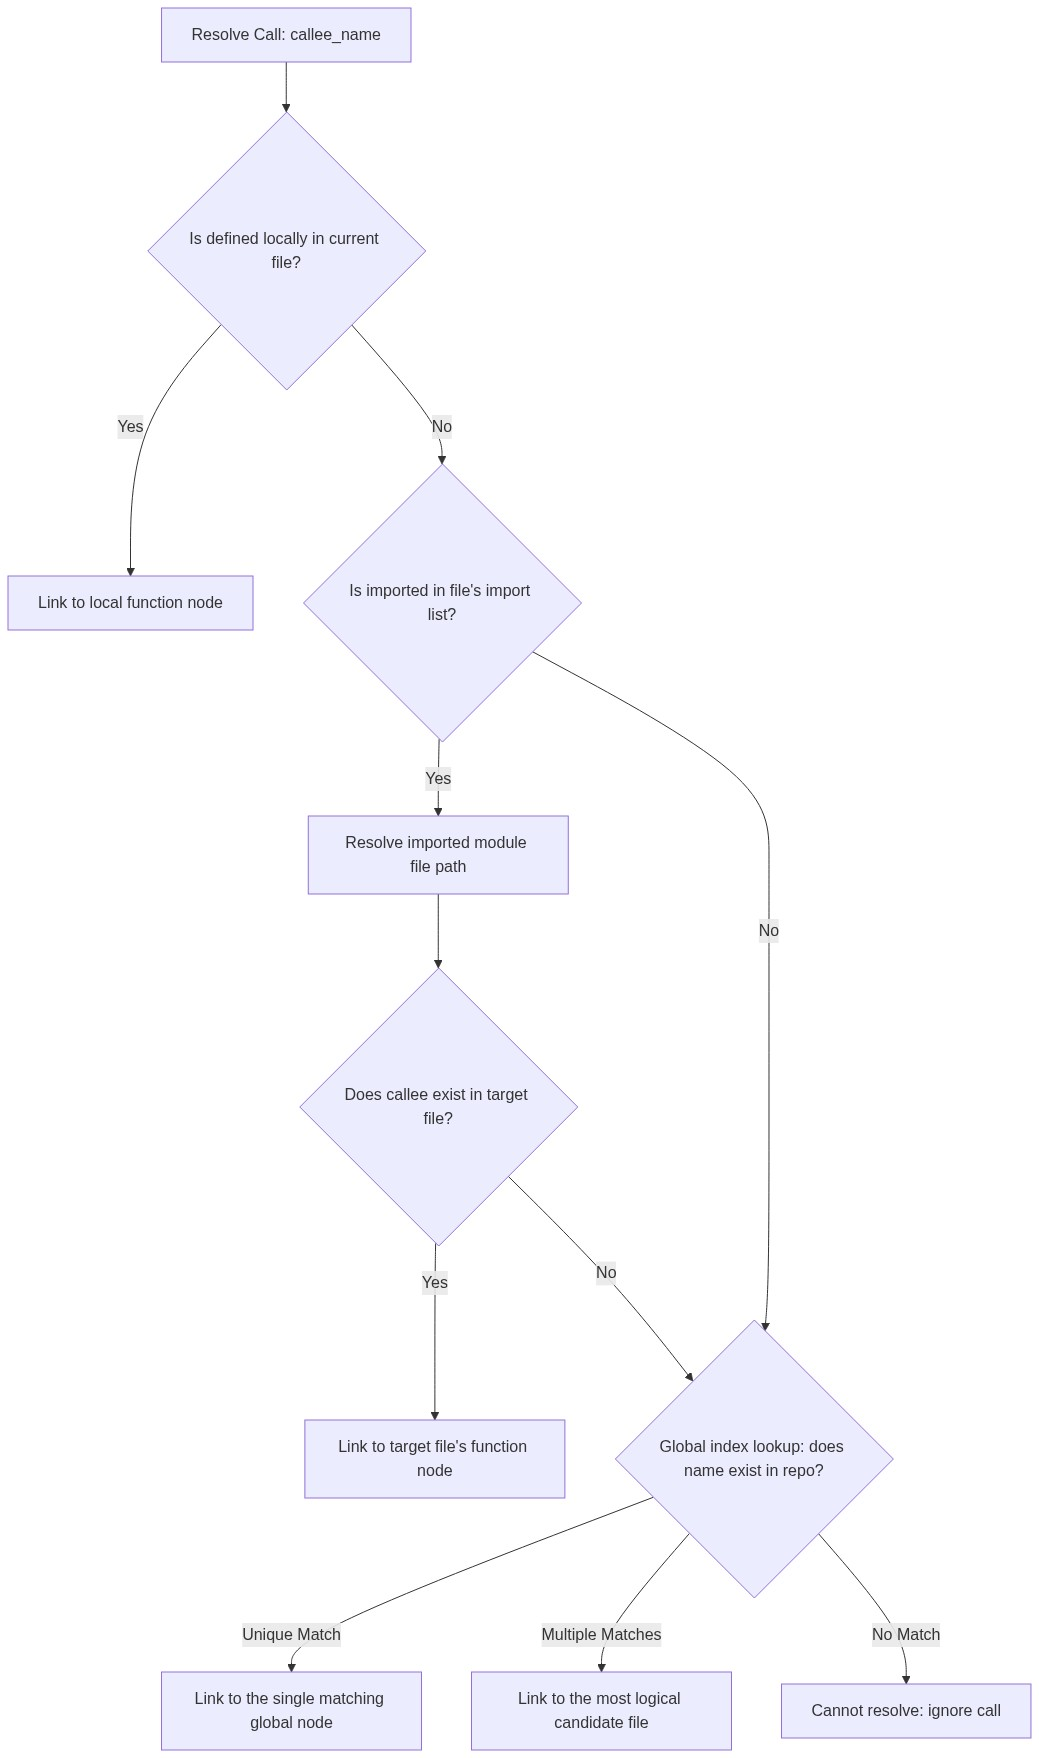 Resolve Call: callee_name
Is defined locally in current
file?
Yes
No
Link to local function node
Is imported in file's import
list?
Yes
Resolve imported module
file path
No
Does callee exist in target
file?
Yes
No
Link to target file's function
node
Global index lookup: does
name exist in repo?
Unique Match
Multiple Matches
No Match
Link to the single matching
global node
Link to the most logical
candidate file
Cannot resolve: ignore call